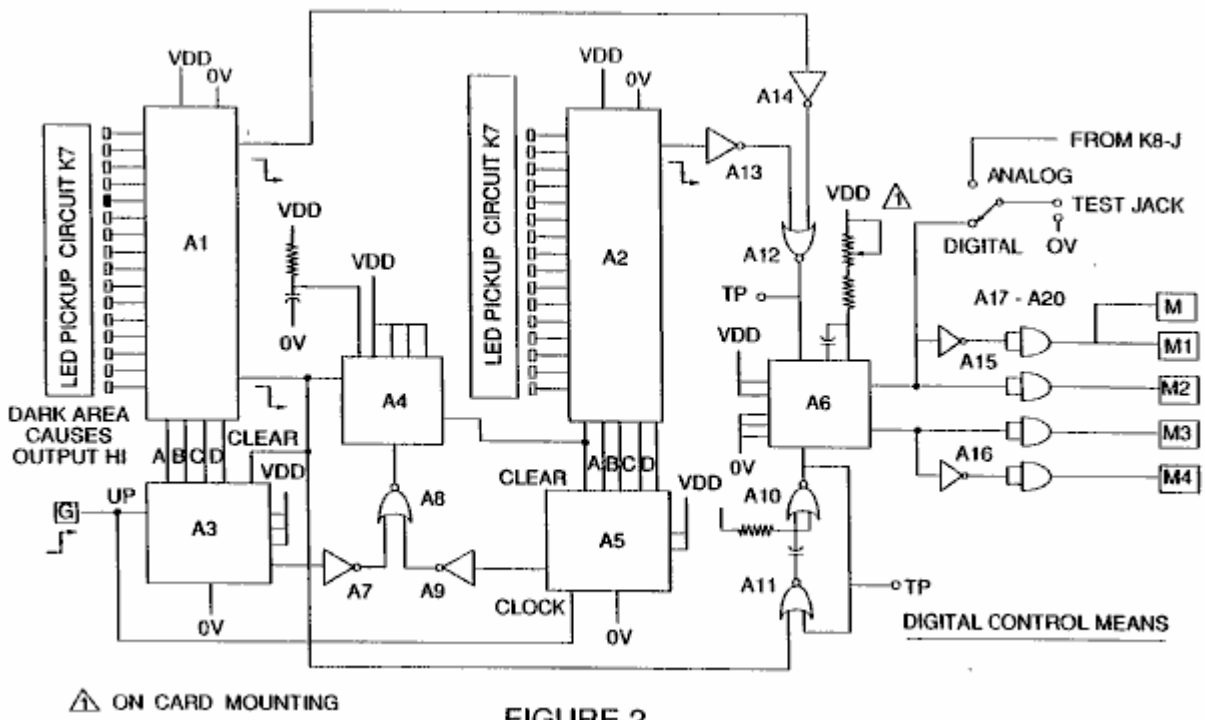 VDD
0V
LED PICKUP CIRCUIT K7
A1
DARK AREA
CAUSES
OUTPUT HI
A B C D
CLEAR
VDD
G
UP
A3
0V
VDD
0V
VDD
A4
A8
A7
A9
LED PICKUP CIRCUIT K7
VDD
0V
A2
A B C D
CLEAR
VDD
A5
CLOCK
0V
A14
A13
A12
TP
VDD
1
VDD
0V
A6
A10
A11
TP
FROM K8-J
ANALOG
TEST JACK
DIGITAL
OV
A17 - A20
A15
A16
M
M1
M2
M3
M4
DIGITAL CONTROL MEANS
1 ON CARD MOUNTING